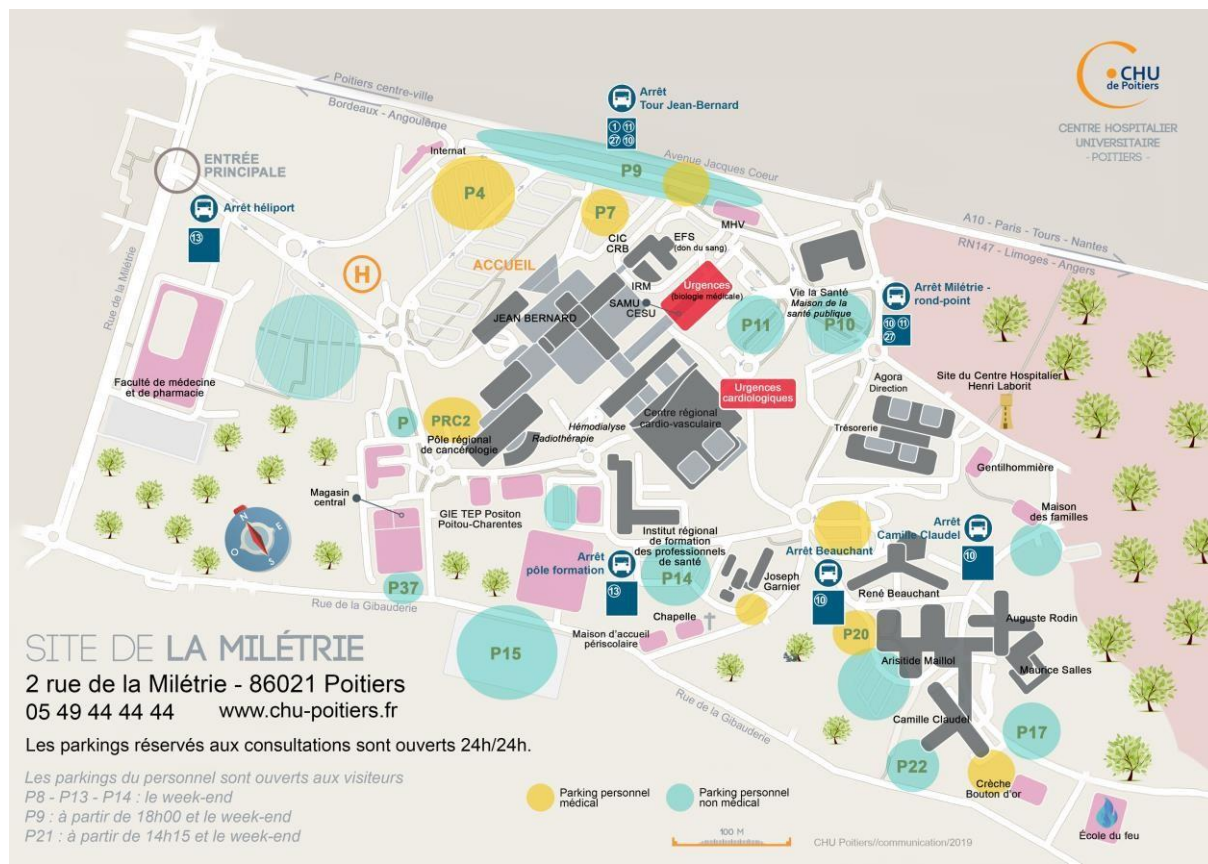 Poitiers centre-ville
Bordeaux - Angoulême
Arrêt
Tour Jean-Bernard
1 11
27 10
CHU
de Poitiers
CENTRE HOSPITALIER
UNIVERSITAIRE
- POITIERS -
ENTRÉE
PRINCIPALE
Internat
Avenue Jacques Coeur
P9
P4
P7
MHV
A10 - Paris - Tours - Nantes
RN147 - Limoges - Angers
Arrêt héliport
13
Rue de la Milétrie
H
ACCUEIL
CIC
CRB
EFS
(don du sang)
IRM
SAMU
CESU
Urgences
(biologie médicale)
Vie la Santé
Maison de la
santé publique
Arrêt Milétrie -
rond-point
10 11
27
JEAN BERNARD
P11
P10
Faculté de médecine
et de pharmacie
Urgences
cardiologiques
Agora
Direction
Site du Centre Hospitalier
Henri Laborit
P
PRC2
Pôle régional
de cancérologie
Radiothérapie
Hémodialyse
Centre régional
cardio-vasculaire
Trésorerie
Gentilhommière
Magasin
central
GIE TEP Positon
Poitou-Charentes
N
E
S
O
Institut régional
de formation
des professionnels
de santé
Maison
des familles
Arrêt
Camille Claudel
10
Arrêt
pôle formation
13
P14
Joseph
Garnier
Arrêt Beauchant
10
René Beauchant
P37
Rue de la Gibauderie
Chapelle
Maison d'accueil
périscolaire
P20
Auguste Rodin
Arisitide Maillol
Maurice Salles
P15
Rue de la Gibauderie
Camille Claudel
P17
P22
Crèche
Bouton d'or
École du feu
SITE DE LA MILÉTRIE
2 rue de la Milétrie - 86021 Poitiers
05 49 44 44 44 www.chu-poitiers.fr
Les parkings réservés aux consultations sont ouverts 24h/24h.
Les parkings du personnel sont ouverts aux visiteurs
P8 - P13 - P14 : le week-end
P9 : à partir de 18h00 et le week-end
P21 : à partir de 14h15 et le week-end
Parking personnel
médical
Parking personnel
non médical
100 M
CHU Poitiers//communication/2019